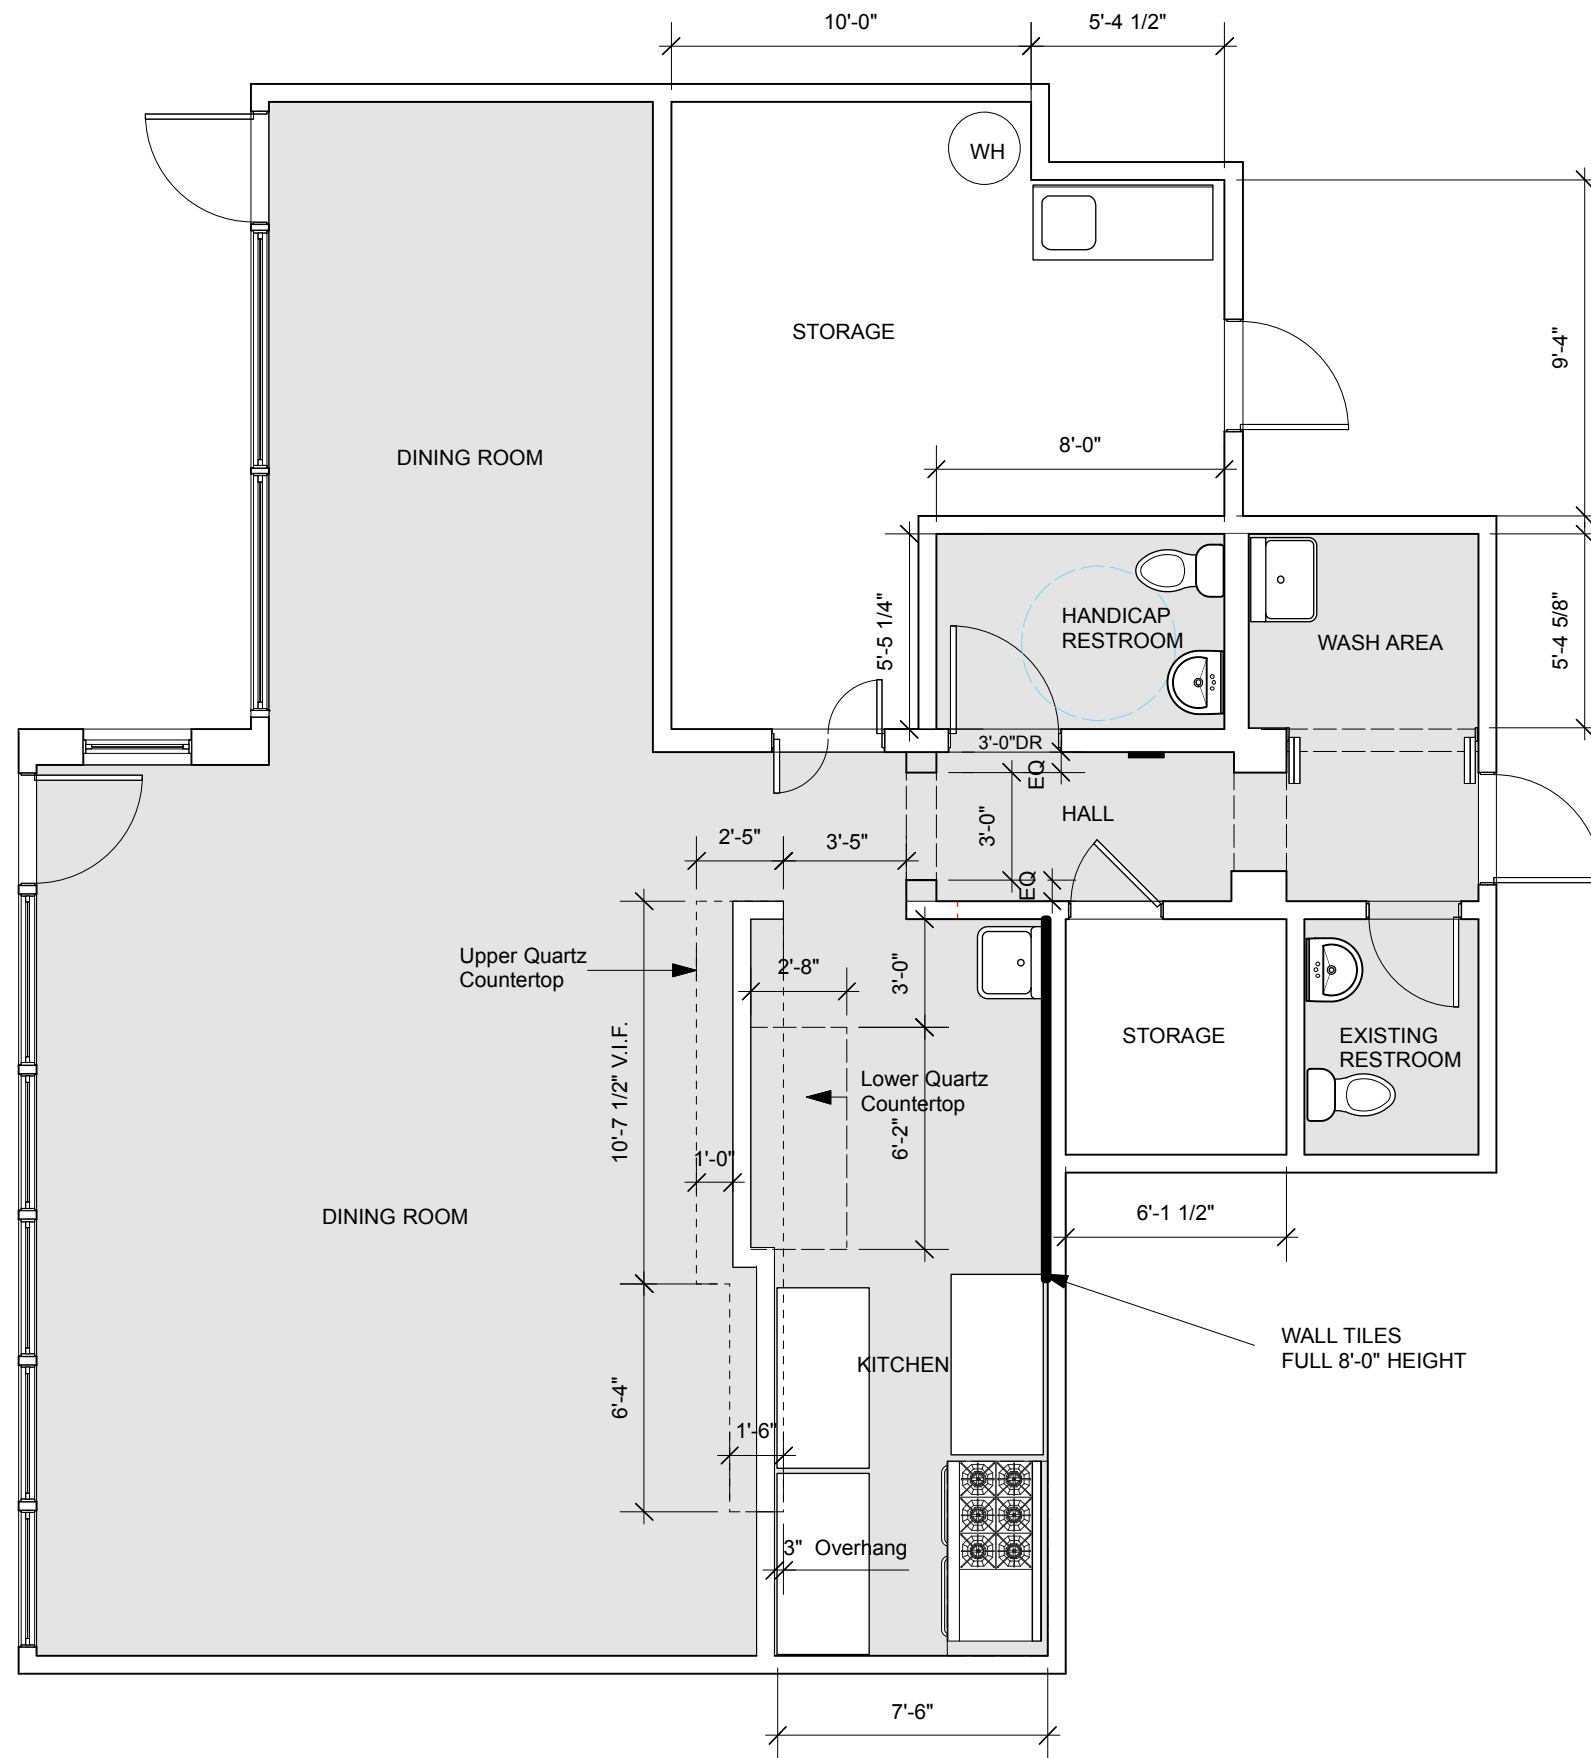 10'-0"
5'-4 1/2"
WH
STORAGE
9'-4"
DINING ROOM
8'-0"
5'-5 1/4"
HANDICAP
RESTROOM
WASH AREA
5'-4 5/8"
3'-0"DR
EQ
HALL
3'-0"
2'-5"
3'-5"
EQ
Upper Quartz
Countertop
2'-8"
3'-0"
STORAGE
EXISTING
RESTROOM
10'-7 1/2" V.I.F.
Lower Quartz
Countertop
6'-2"
1'-0"
DINING ROOM
6'-1 1/2"
WALL TILES
FULL 8'-0" HEIGHT
KITCHEN
6'-4"
1'-6"
3" Overhang
7'-6"